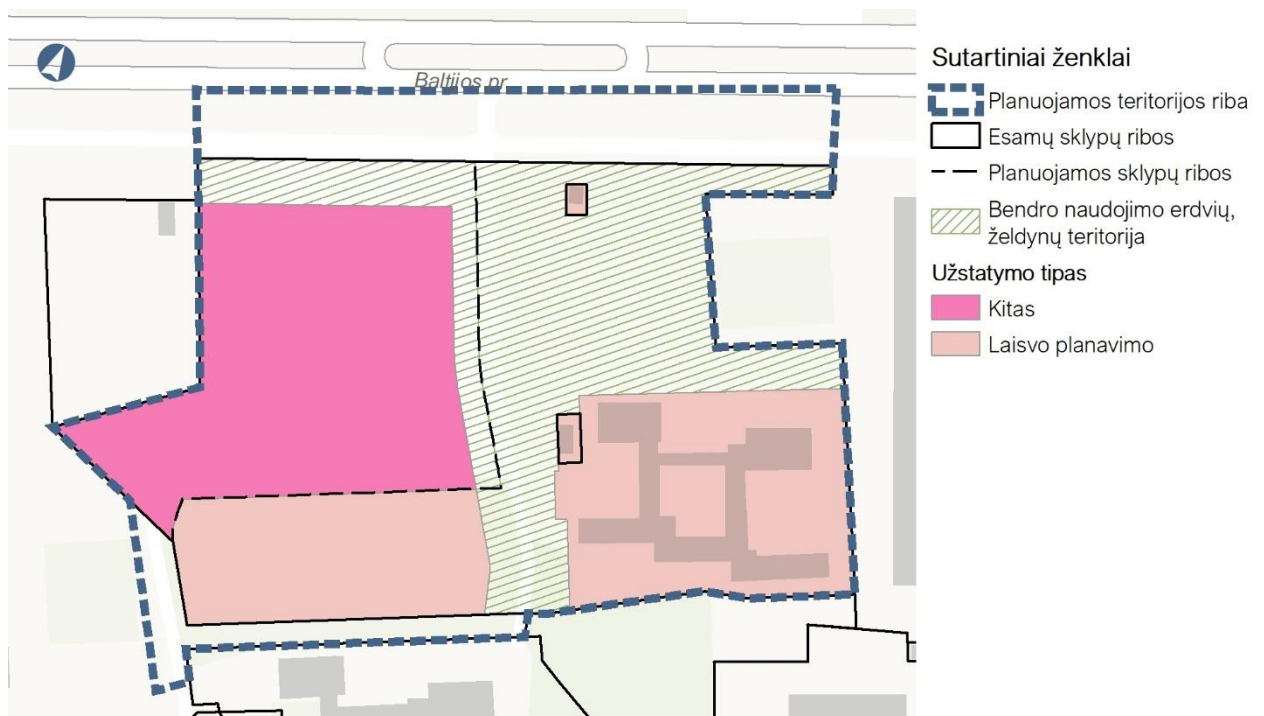 Baltijos pr.
Sutartiniai ženklai
Planuojamos teritorijos riba
Esamų sklypų ribos
Planuojamos sklypų ribos
Bendro naudojimo erdvių,
želdynų teritorija
Užstatymo tipas
Kitas
Laisvo planavimo